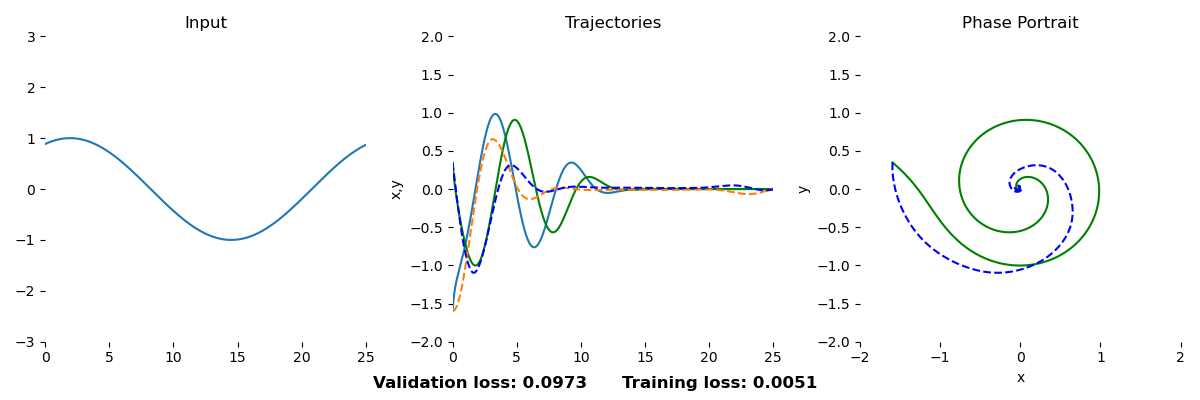 Input
3
2
1
0
−1
−2
−3
0 5 10 15 20 25
Trajectories
2.0
1.5
1.0
0.5
0.0
−0.5
−1.0
−1.5
−2.0
x,y
0 5 10 15 20 25
Phase Portrait
2.0
1.5
1.0
0.5
0.0
−0.5
−1.0
−1.5
−2.0
y
−2 −1 0 1 2
x
Validation loss: 0.0973 Training loss: 0.0051